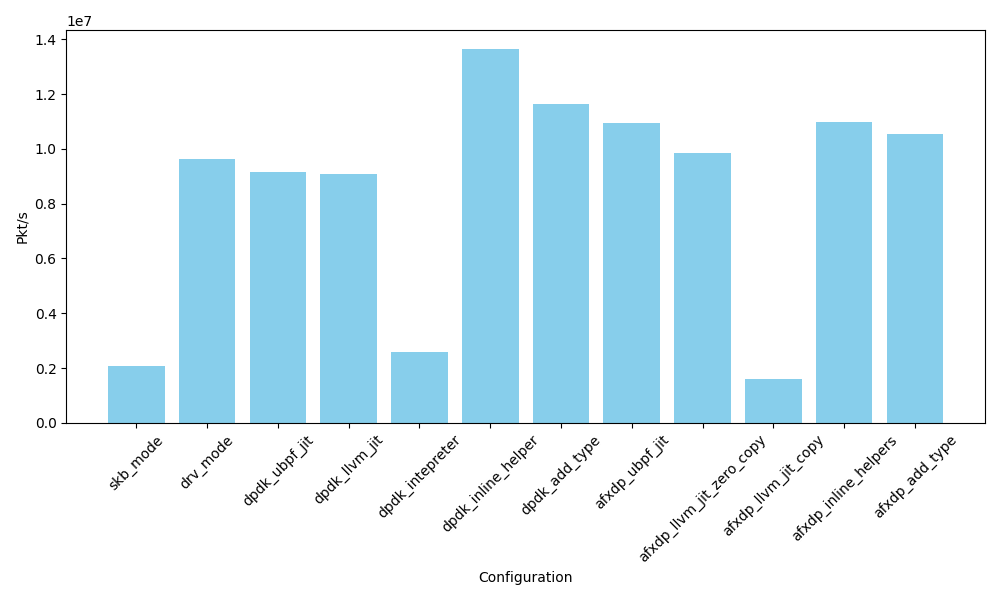 1e7
1.4
1.2
1.0
0.8
0.6
0.4
0.2
0.0
Pkt/s
skb_mode
drv_mode
dpdk_ubpf_jit
dpdk_llvm_jit
dpdk_intepreter
dpdk_inline_helper
dpdk_add_type
afxdp_ubpf_jit
afxdp_llvm_jit_zero_copy
afxdp_llvm_jit_copy
afxdp_inline_helpers
afxdp_add_type
Configuration